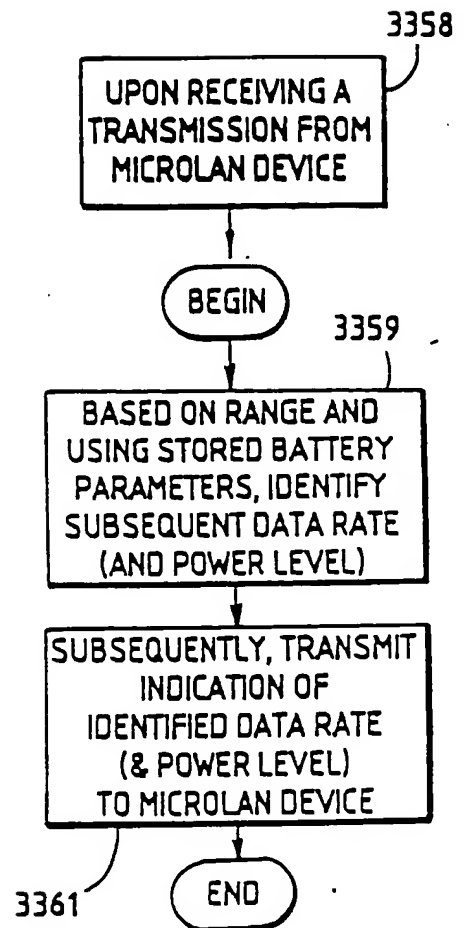 3358
UPON RECEIVING A
TRANSMISSION FROM
MICROLAN DEVICE
BEGIN
3359
BASED ON RANGE AND
USING STORED BATTERY
PARAMETERS, IDENTIFY
SUBSEQUENT DATA RATE
(AND POWER LEVEL)
SUBSEQUENTLY, TRANSMIT
INDICATION OF
IDENTIFIED DATA RATE
(& POWER LEVEL)
TO MICROLAN DEVICE
3361
END